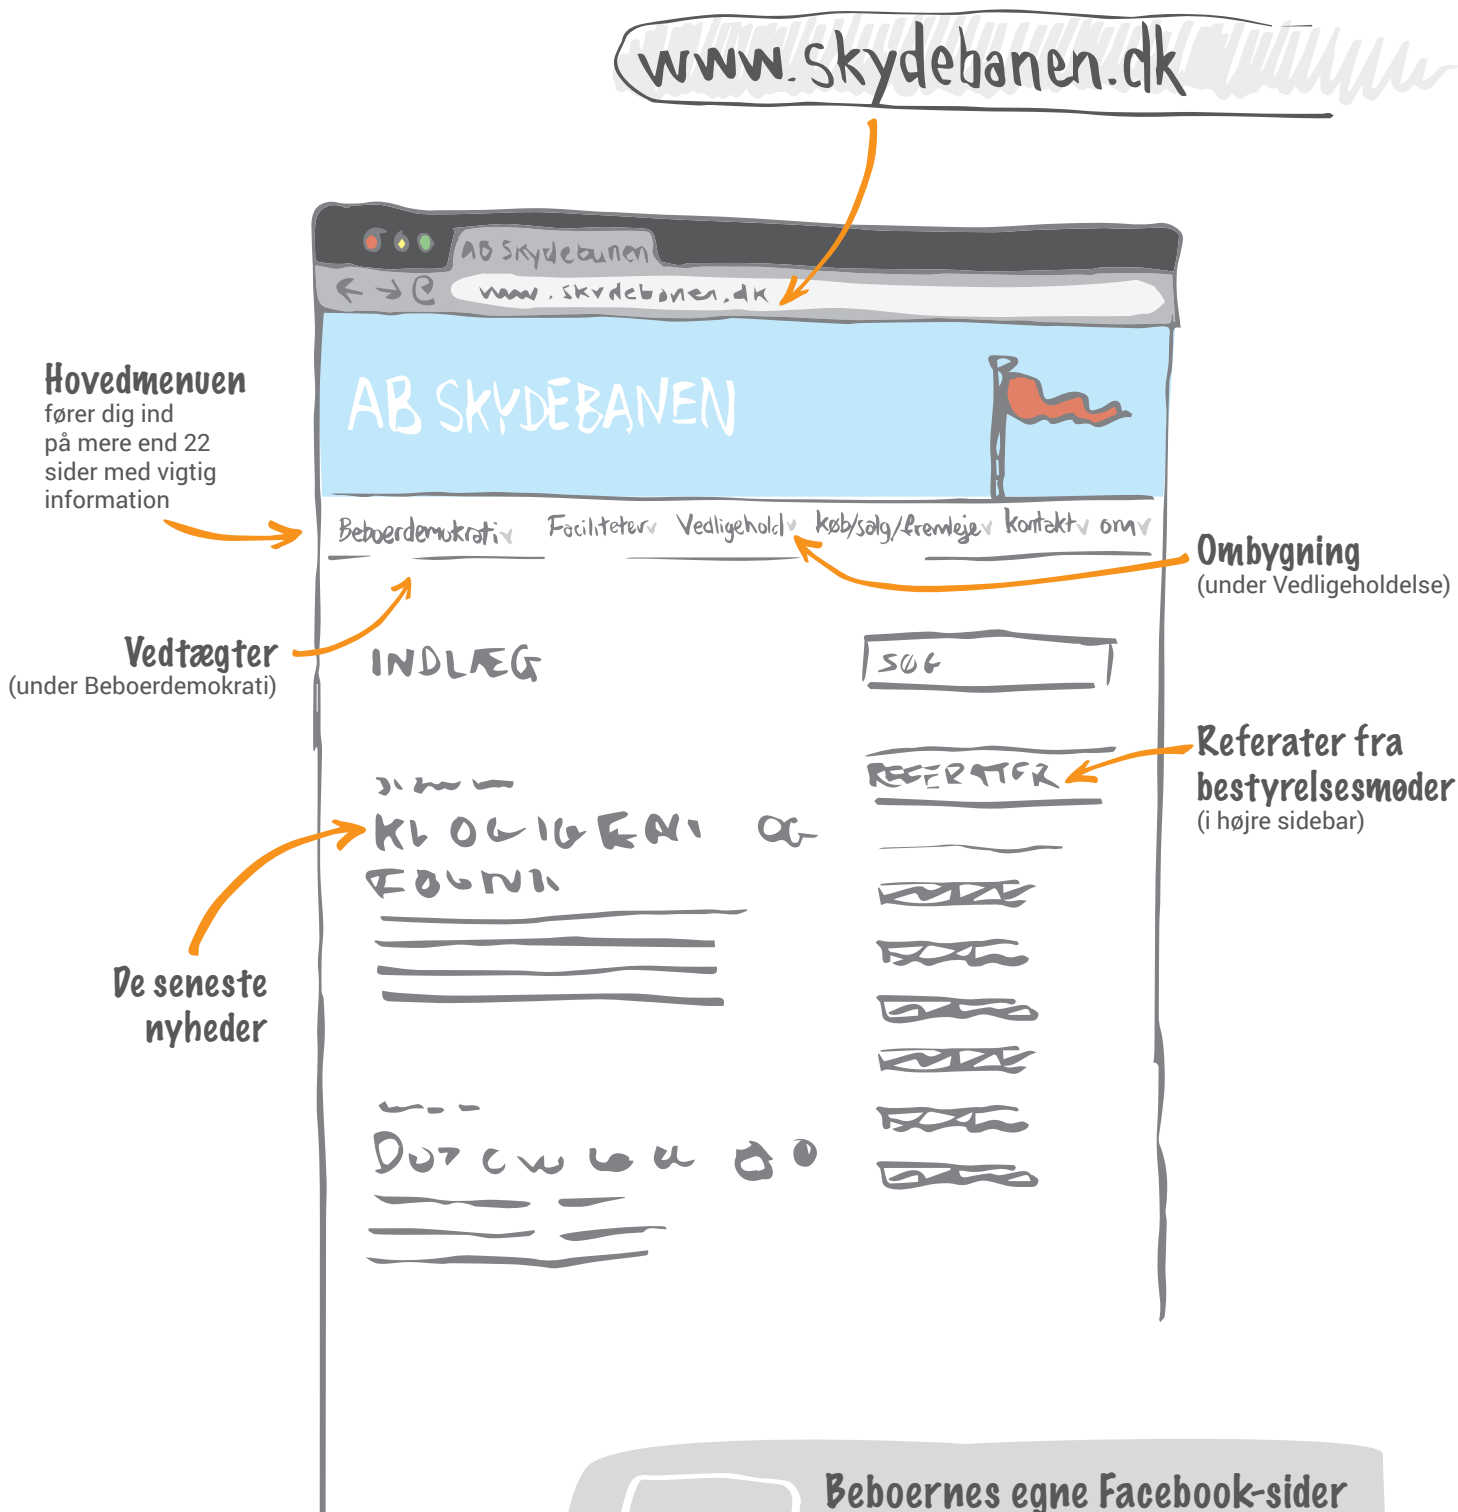 www.skydebanen.dk
AB Skydebanen
www.skydebanen.dk
AB SKYDEBANEN
Hovedmenuen
fører dig ind
på mere end 22
sider med vigtig
information
Beboerdemokrati Faciliteter Vedligehold køb/salg/fremleje kontakt om
Ombygning
(under Vedligeholdelse)
Vedtægter
(under Beboerdemokrati)
INDLÆG
SØG
Referater fra
bestyrelsesmøder
(i højre sidebar)
REFERATER
OG
De seneste
nyheder
Beboernes egne Facebook-sider